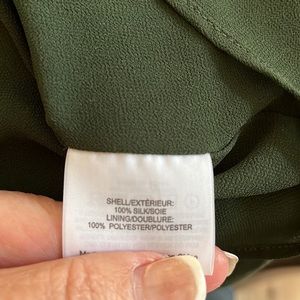 SHELL/EXTÉRIEUR:
100% SILK/SOIE
LINING/DOUBLURE:
100% POLYESTER/POLYESTER